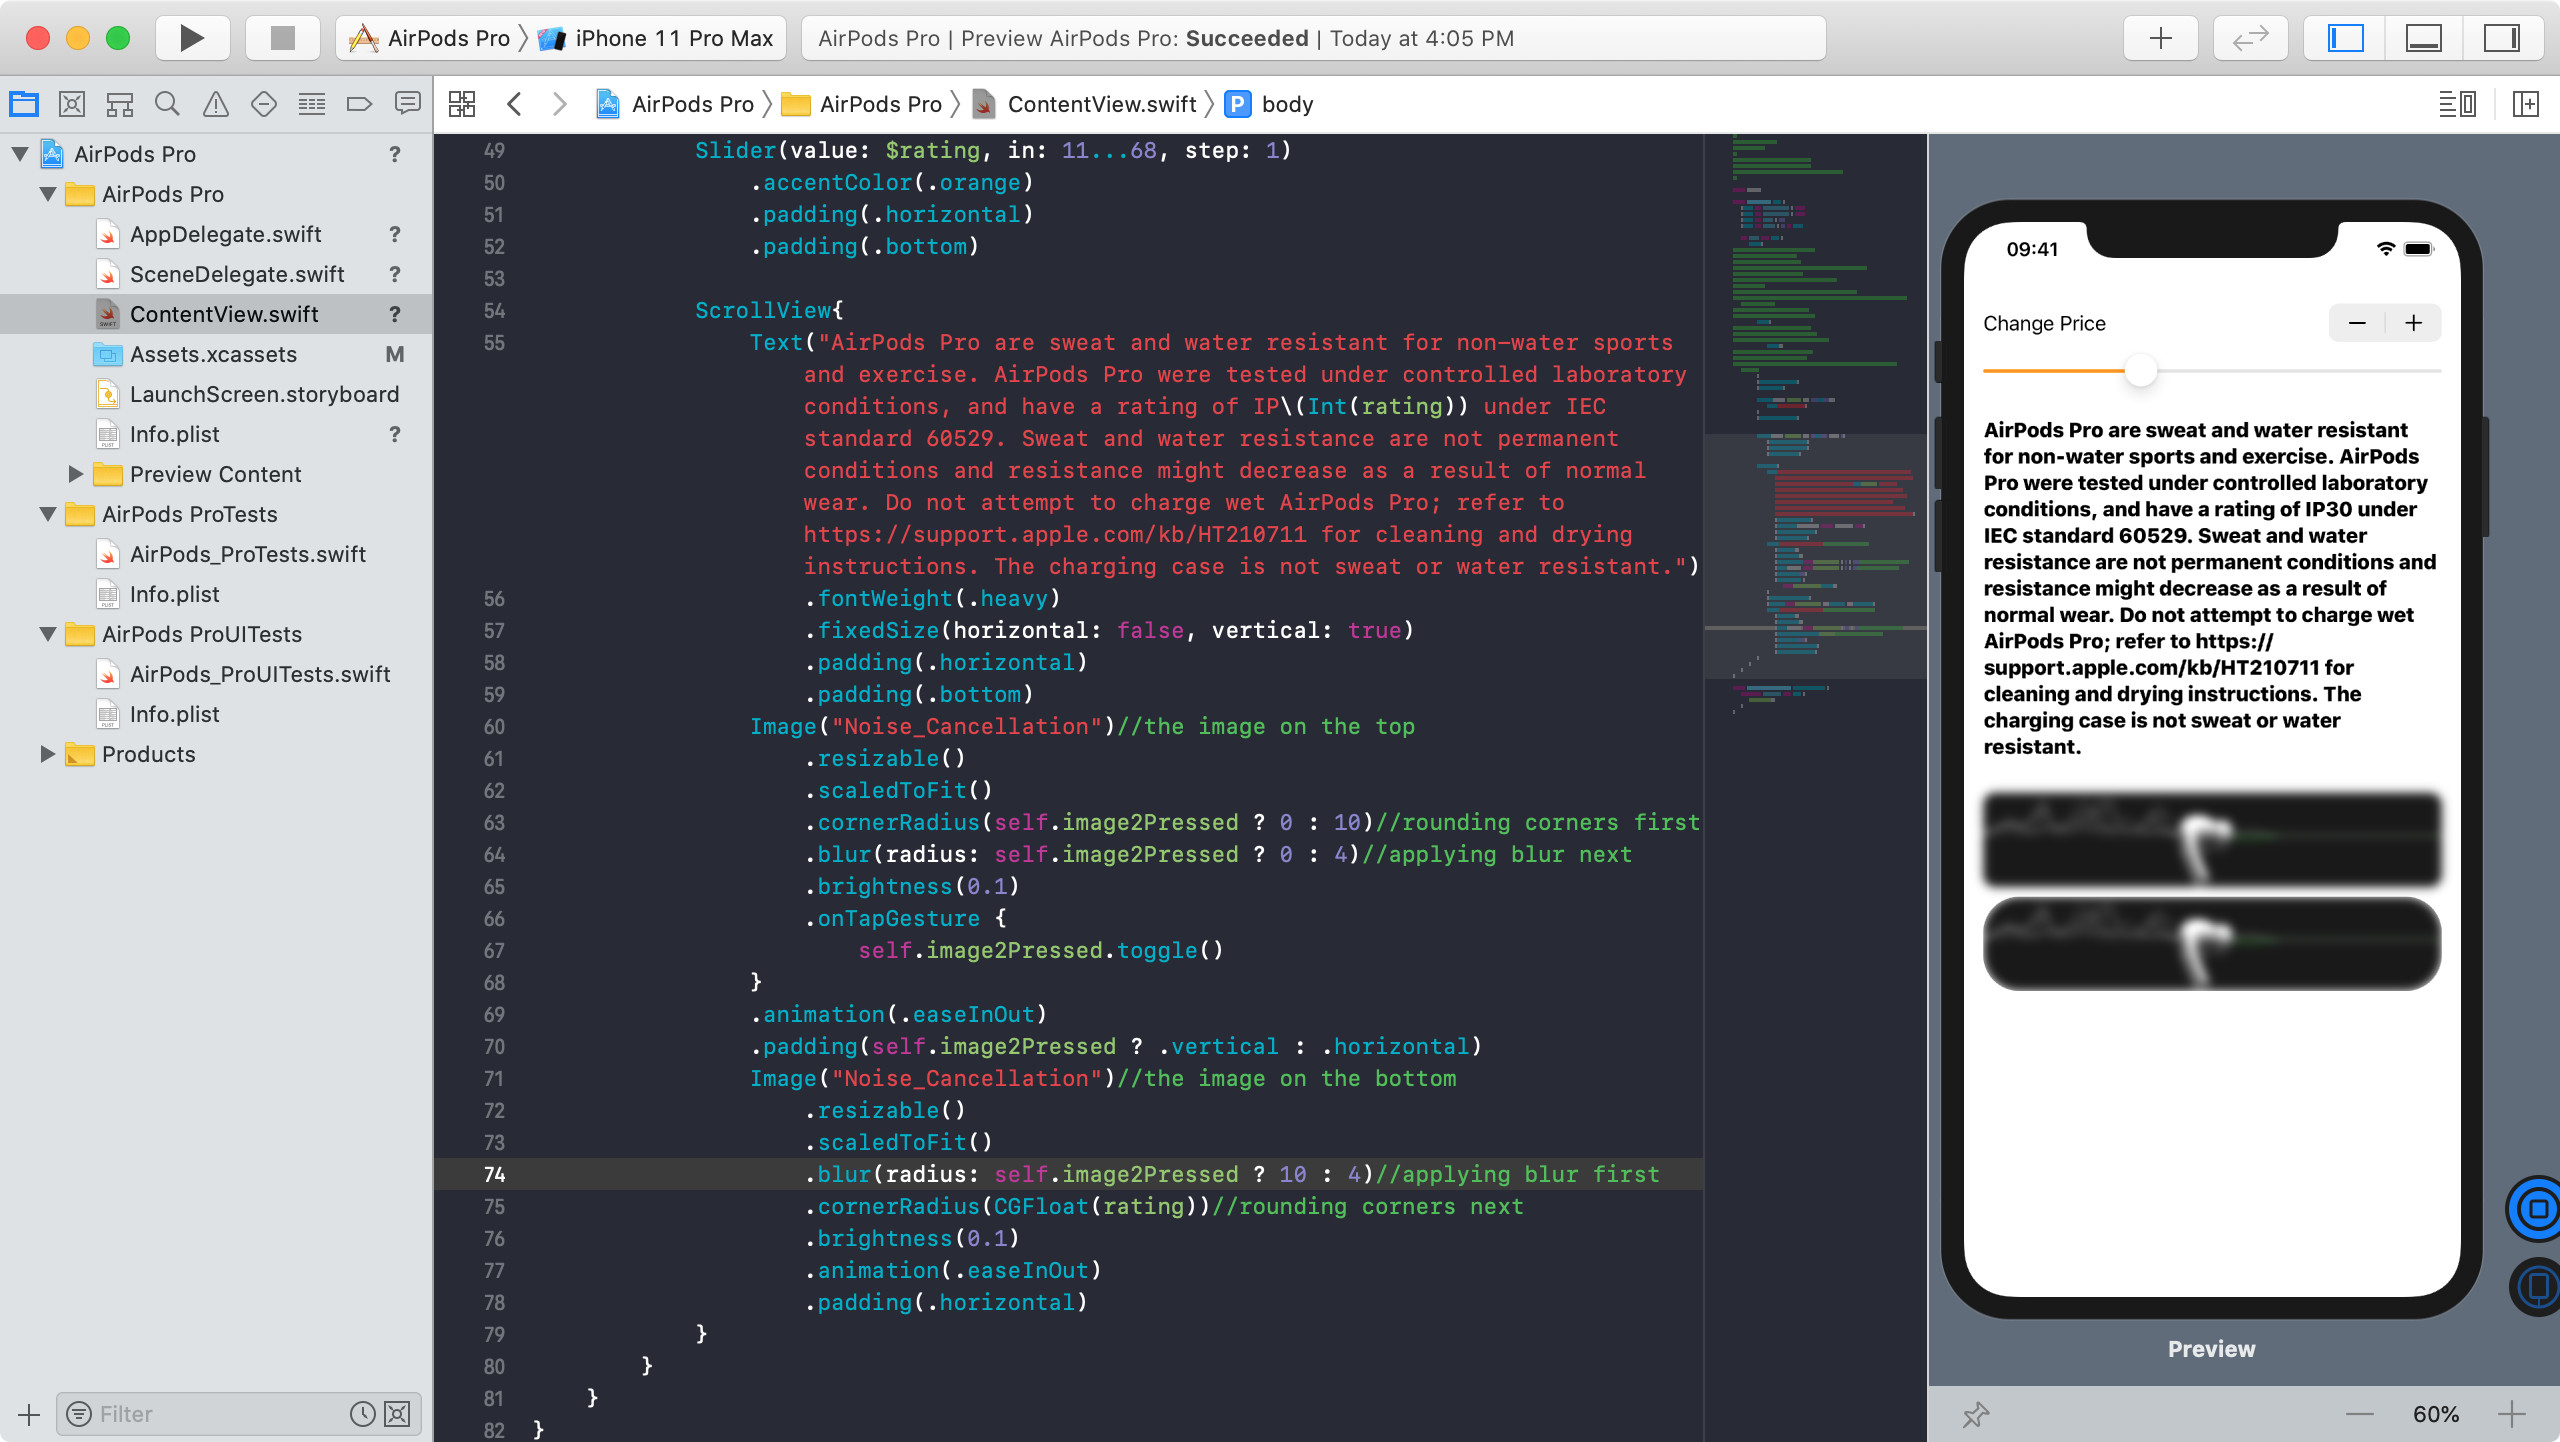 AirPods Pro
iPhone 11 Pro Max
AirPods Pro | Preview AirPods Pro: Succeeded | Today at 4:05 PM
AirPods Pro
AirPods Pro
ContentView.swift
P
body
AirPods Pro ?
AirPods Pro
AppDelegate.swift ?
SceneDelegate.swift ?
ContentView.swift ?
Assets.xcassets M
LaunchScreen.storyboard
Info.plist ?
Preview Content
AirPods ProTests
AirPods_ProTests.swift
Info.plist
AirPods ProUITests
AirPods_ProUITests.swift
Info.plist
Products
Filter
49 Slider(value: $rating, in: 11...68, step: 1)
50 .accentColor(.orange)
51 .padding(.horizontal)
52 .padding(.bottom)
53
54 ScrollView{
55 Text("AirPods Pro are sweat and water resistant for non-water sports
and exercise. AirPods Pro were tested under controlled laboratory
conditions, and have a rating of IP\(Int(rating)) under IEC
standard 60529. Sweat and water resistance are not permanent
conditions and resistance might decrease as a result of normal
wear. Do not attempt to charge wet AirPods Pro; refer to
https://support.apple.com/kb/HT210711 for cleaning and drying
instructions. The charging case is not sweat or water resistant.")
56 .fontWeight(.heavy)
57 .fixedSize(horizontal: false, vertical: true)
58 .padding(.horizontal)
59 .padding(.bottom)
60 Image("Noise_Cancellation")//the image on the top
61 .resizable()
62 .scaledToFit()
63 .cornerRadius(self.image2Pressed ? 0 : 10)//rounding corners first
64 .blur(radius: self.image2Pressed ? 0 : 4)//applying blur next
65 .brightness(0.1)
66 .onTapGesture {
67 self.image2Pressed.toggle()
68 }
69 .animation(.easeInOut)
70 .padding(self.image2Pressed ? .vertical : .horizontal)
71 Image("Noise_Cancellation")//the image on the bottom
72 .resizable()
73 .scaledToFit()
74 .blur(radius: self.image2Pressed ? 10 : 4)//applying blur first
75 .cornerRadius(CGFloat(rating))//rounding corners next
76 .brightness(0.1)
77 .animation(.easeInOut)
78 .padding(.horizontal)
79 }
80 }
81 }
82 }
09:41
Change Price
AirPods Pro are sweat and water resistant
for non-water sports and exercise. AirPods
Pro were tested under controlled laboratory
conditions, and have a rating of IP30 under
IEC standard 60529. Sweat and water
resistance are not permanent conditions and
resistance might decrease as a result of
normal wear. Do not attempt to charge wet
AirPods Pro; refer to https://
support.apple.com/kb/HT210711 for
cleaning and drying instructions. The
charging case is not sweat or water
resistant.
Preview
60%